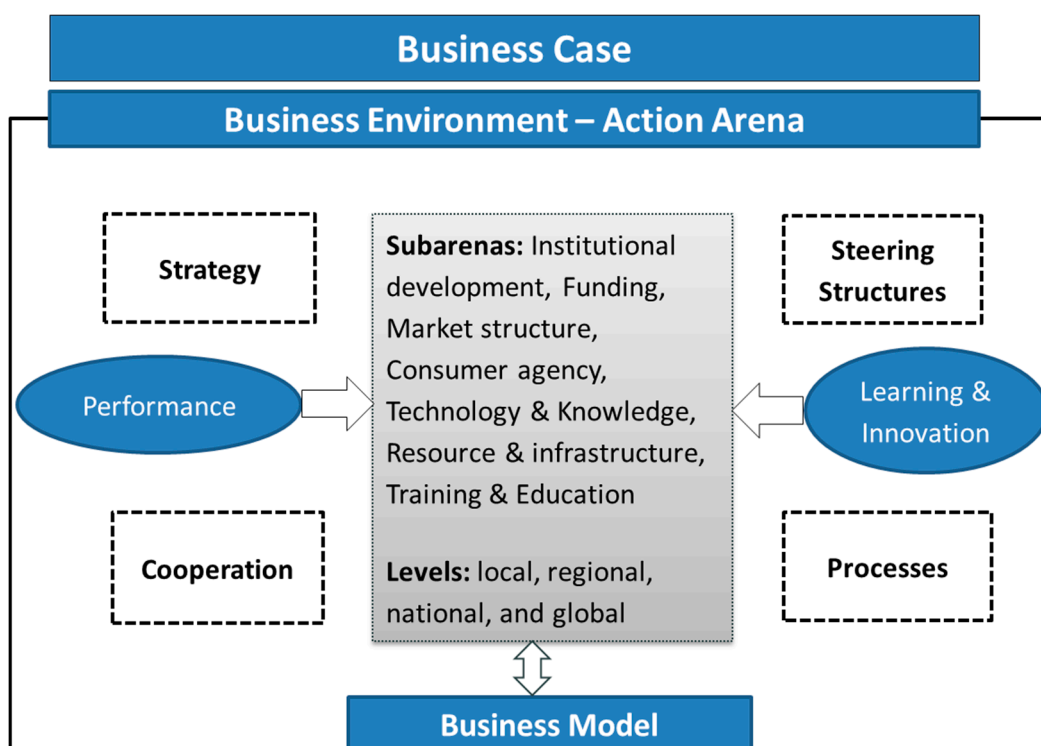 Business Case
Business Environment – Action Arena
Strategy
Subarenas: Institutional
development, Funding,
Market structure,
Consumer agency,
Technology & Knowledge,
Resource & infrastructure,
Training & Education
Levels: local, regional,
national, and global
Steering
Structures
Performance
Learning &
Innovation
Cooperation
Processes
Business Model